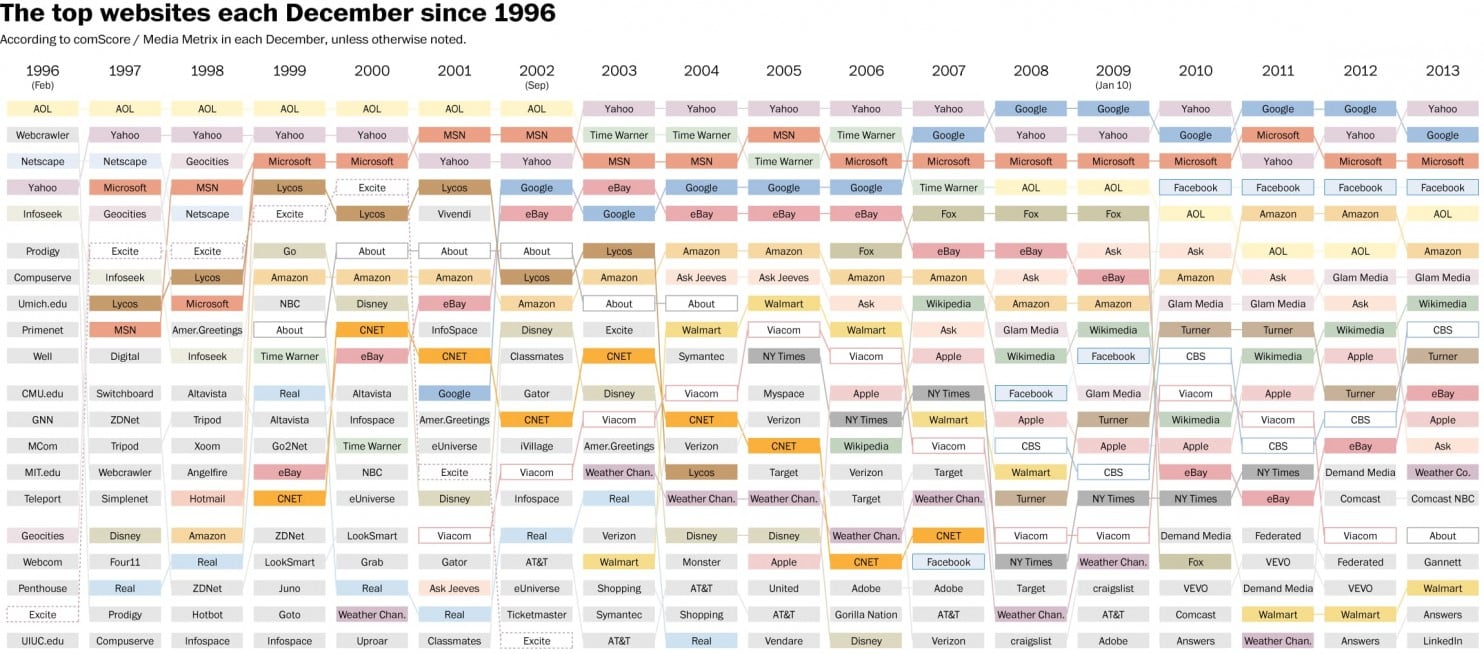 The top websites each December since 1996
According to comScore / Media Metrix in each December, unless otherwise noted.
1996 1997 1998 1999 2000 2001 2002 2003 2004 2005 2006 2007 2008 2009 2010 2011 2012 2013
(Feb) (Sep) (Jan 10)
AOL AOL AOL AOL AOL AOL AOL Yahoo Yahoo Yahoo Yahoo Yahoo Google Google Yahoo Google Google Yahoo
Webcrawler Yahoo Yahoo Yahoo Yahoo MSN MSN Time Warner Time Warner MSN Time Warner Google Yahoo Yahoo Google Microsoft Yahoo Google
Netscape Netscape Geocities Microsoft Microsoft Yahoo Yahoo MSN MSN Time Warner Microsoft Microsoft Microsoft Microsoft Microsoft Yahoo Microsoft Microsoft
Yahoo Microsoft MSN Lycos Excite Lycos Google eBay Google Google Google Time Warner AOL AOL Facebook Facebook Facebook Facebook
Infoseek Geocities Netscape Excite Lycos Vivendi eBay Google eBay eBay eBay Fox Fox Fox AOL Amazon Amazon AOL
Prodigy Excite Excite Go About About About Lycos Amazon Amazon Fox eBay eBay Ask Ask AOL AOL Amazon
Compuserve Infoseek Lycos Amazon Amazon Amazon Lycos Amazon Ask Jeeves Ask Jeeves Amazon Amazon Ask eBay Amazon Ask Glam Media Glam Media
Umich.edu Lycos Microsoft NBC Disney eBay Amazon About About Walmart Ask Wikipedia Amazon Amazon Glam Media Glam Media Ask Wikipedia
Primenet MSN Amer.Greetings About CNET InfoSpace Disney Excite Walmart Viacom Walmart Ask Glam Media Wikipedia Turner Turner Wikipedia CBS
Well Digital Infoseek Time Warner eBay CNET Classmates CNET Symantec NY Times Viacom Apple Wikipedia Facebook CBS Wikipedia Apple Turner
CMU.edu Switchboard Altavista Real Altavista Google Gator Disney Viacom Myspace Apple NY Times Facebook Glam Media Viacom Apple Turner eBay
GNN ZDNet Tripod Altavista Infospace Amer.Greetings CNET Viacom CNET Verizon NY Times Walmart Apple Turner Wikipedia Viacom CBS Apple
MCom Tripod Xoom Go2Net Time Warner eUniverse iVillage Amer.Greetings Verizon CNET Wikipedia Viacom CBS Apple Apple CBS eBay Ask
MIT.edu Webcrawler Angelfire eBay NBC Excite Viacom Weather Chan. Lycos Target Verizon Target Walmart CBS eBay NY Times Demand Media Weather Co.
Teleport Simplenet Hotmail CNET eUniverse Disney Infospace Real Weather Chan. Weather Chan. Target Weather Chan. Turner NY Times NY Times eBay Comcast Comcast NBC
Geocities Disney Amazon ZDNet LookSmart Viacom Real Verizon Disney Disney Weather Chan. CNET Viacom Viacom Demand Media Federated Viacom About
Webcom Four11 Real LookSmart Grab Gator AT&T Walmart Monster Apple CNET Facebook NY Times Weather Chan. Fox VEVO Federated Gannett
Penthouse Real ZDNet Juno Real Ask Jeeves eUniverse Shopping AT&T United Adobe Adobe Target craigslist VEVO Demand Media VEVO Walmart
Excite Prodigy Hotbot Goto Weather Chan. Real Ticketmaster Symantec Shopping AT&T Gorilla Nation AT&T Weather Chan. AT&T Comcast Walmart Walmart Answers
UIUC.edu Compuserve Infospace Infospace Uproar Classmates Excite AT&T Real Vendare Disney Verizon craigslist Adobe Answers Weather Chan. Answers LinkedIn